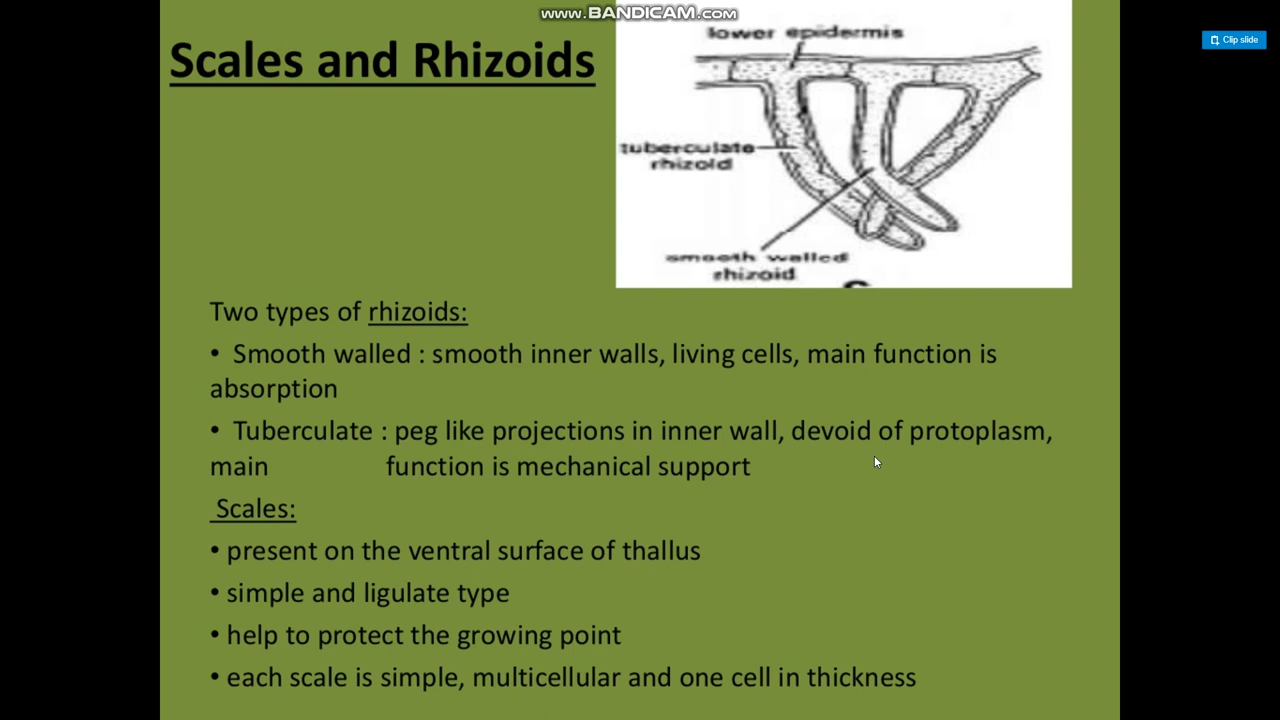 www.BANDICAM.com
Clip slide
Scales and Rhizoids
lower epidermis
tuberculate
rhizoid
smooth walled
rhizoid
Two types of rhizoids:
• Smooth walled : smooth inner walls, living cells, main function is
absorption
• Tuberculate : peg like projections in inner wall, devoid of protoplasm,
main function is mechanical support
Scales:
• present on the ventral surface of thallus
• simple and ligulate type
• help to protect the growing point
• each scale is simple, multicellular and one cell in thickness